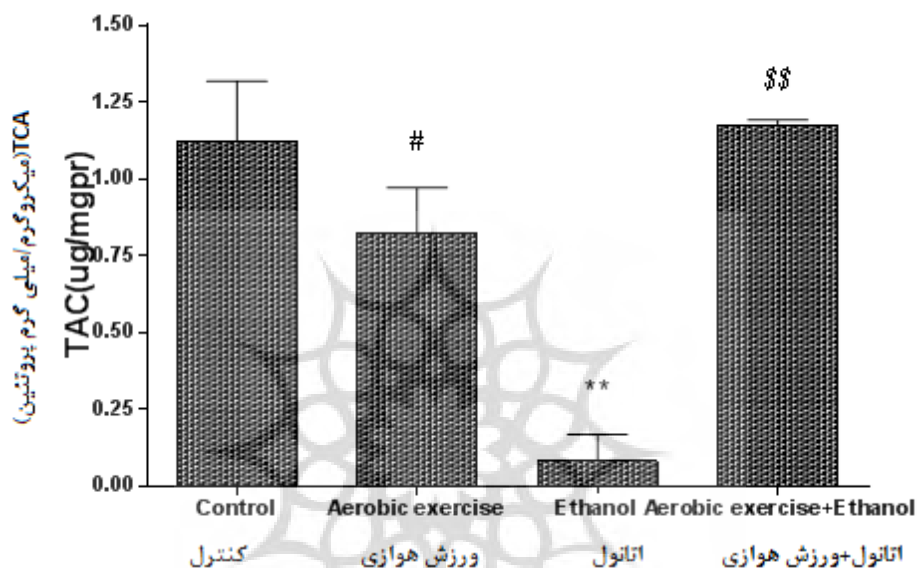 TCA(میکروگرم/میلی گرم پروتئین)
TAC(ug/mgpr)
1.50
1.25
1.00
0.75
0.50
0.25
0.00
#
**
$$
Control Aerobic exercise Ethanol Aerobic exercise+Ethanol
کنترل ورزش هوازی اتانول اتانول+ورزش هوازی